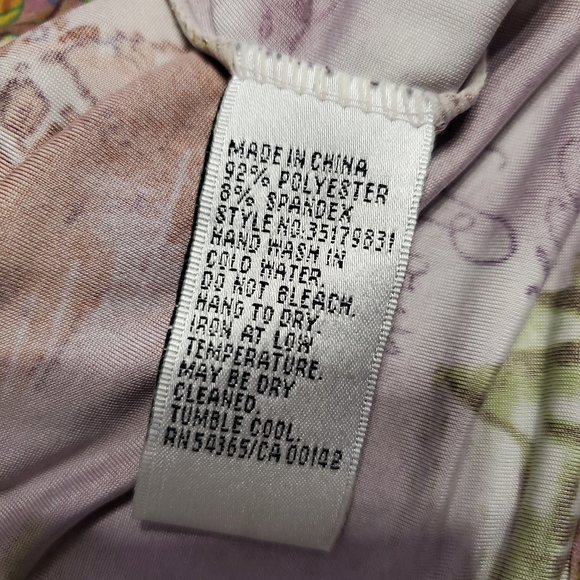 MADE IN CHINA
92% POLYESTER
8% SPANDEX
STYLE NO.35179831
HAND WASH IN
COLD WATER.
DO NOT BLEACH.
HANG TO DRY.
IRON AT LOW
TEMPERATURE.
MAY BE DRY
CLEANED.
TUMBLE COOL.
RN 54365/CA 00142